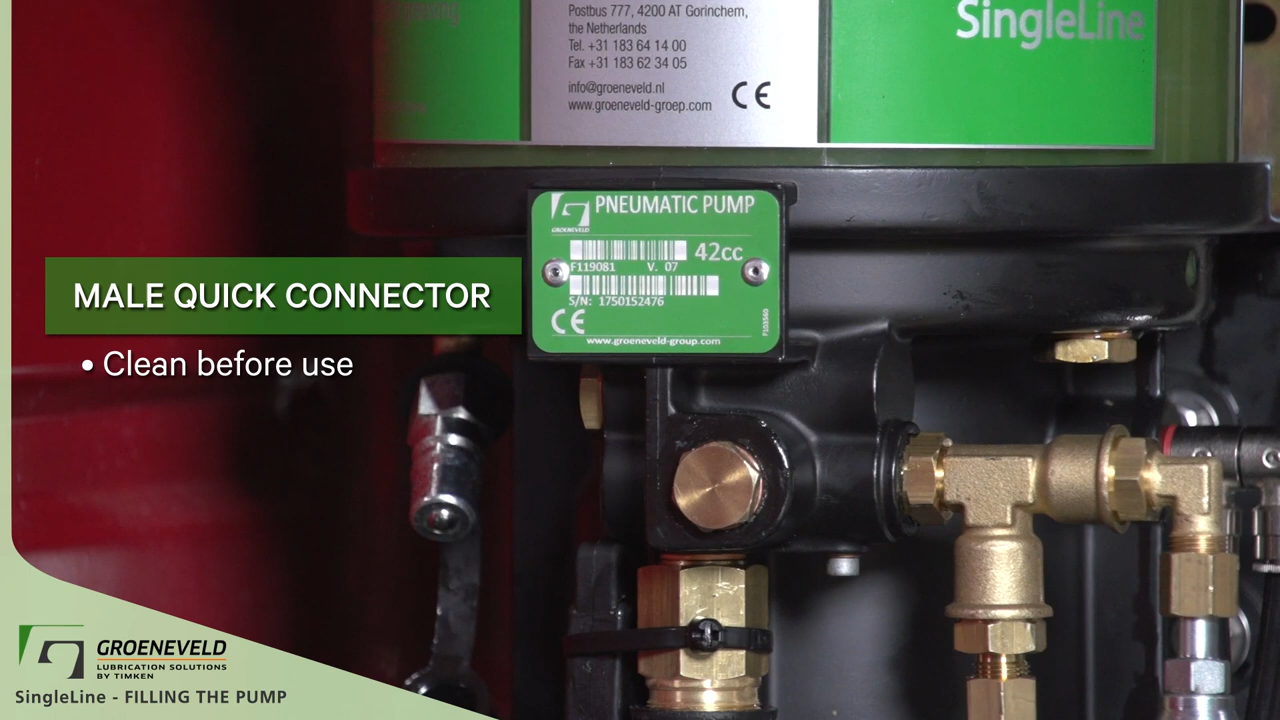 Postbus 777, 4200 AT Gorinchem,
the Netherlands
Tel. +31 183 64 14 00
Fax +31 183 62 34 05
info@groeneveld.nl
www.groeneveld-groep.com
CE
SingleLine
GROENEVELD
PNEUMATIC PUMP
42cc
F119081 V. 07
S/N: 1750152476
CE
F103560
www.groeneveld-group.com
MALE QUICK CONNECTOR
• Clean before use
GROENEVELD
LUBRICATION SOLUTIONS
BY TIMKEN
SingleLine - FILLING THE PUMP